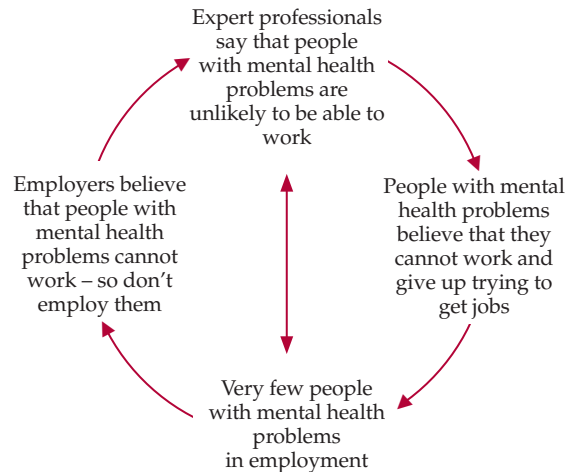 Expert professionals
say that people
with mental health
problems are
unlikely to be able to
work
Employers believe
that people with
mental health
problems cannot
work – so don't
employ them
People with mental
health problems
believe that they
cannot work and
give up trying to
get jobs
Very few people
with mental health
problems
in employment